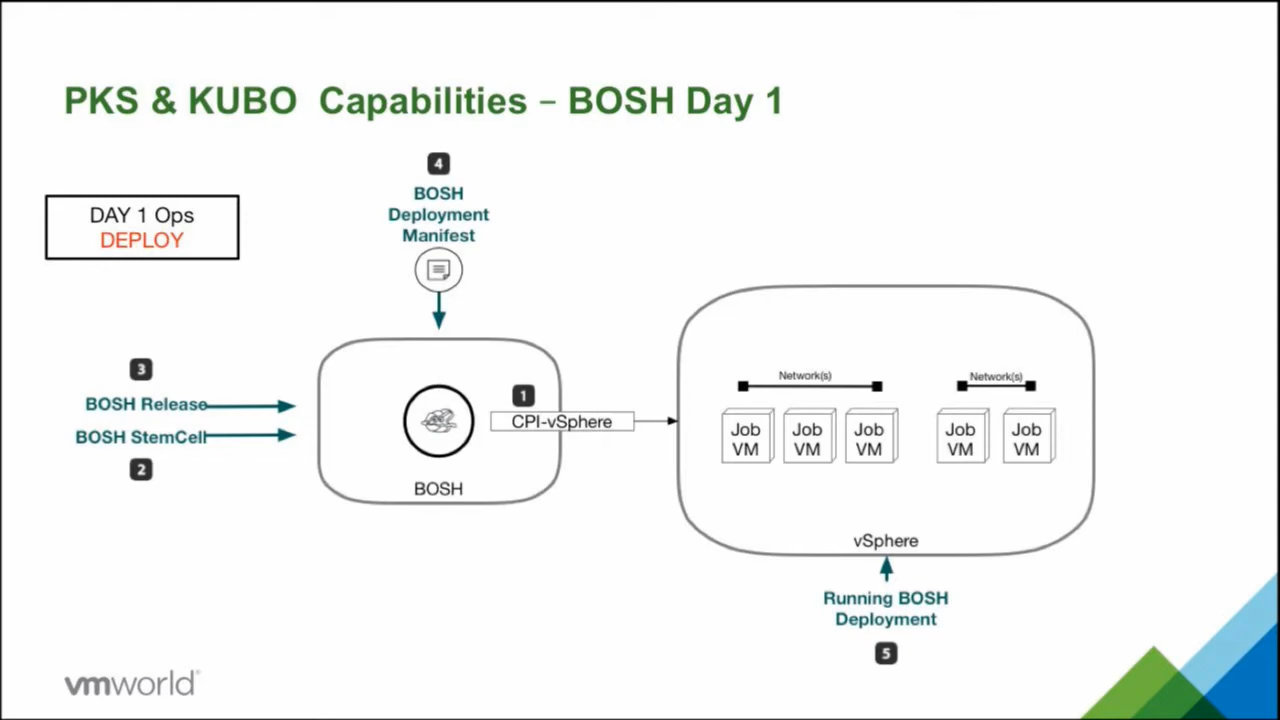 PKS & KUBO Capabilities – BOSH Day 1
4
BOSH
Deployment
Manifest
DAY 1 Ops
DEPLOY
3
BOSH Release
BOSH StemCell
2
1
CPI-vSphere
BOSH
Network(s)
Network(s)
Job
VM
Job
VM
Job
VM
Job
VM
Job
VM
vSphere
Running BOSH
Deployment
5
vmworld®